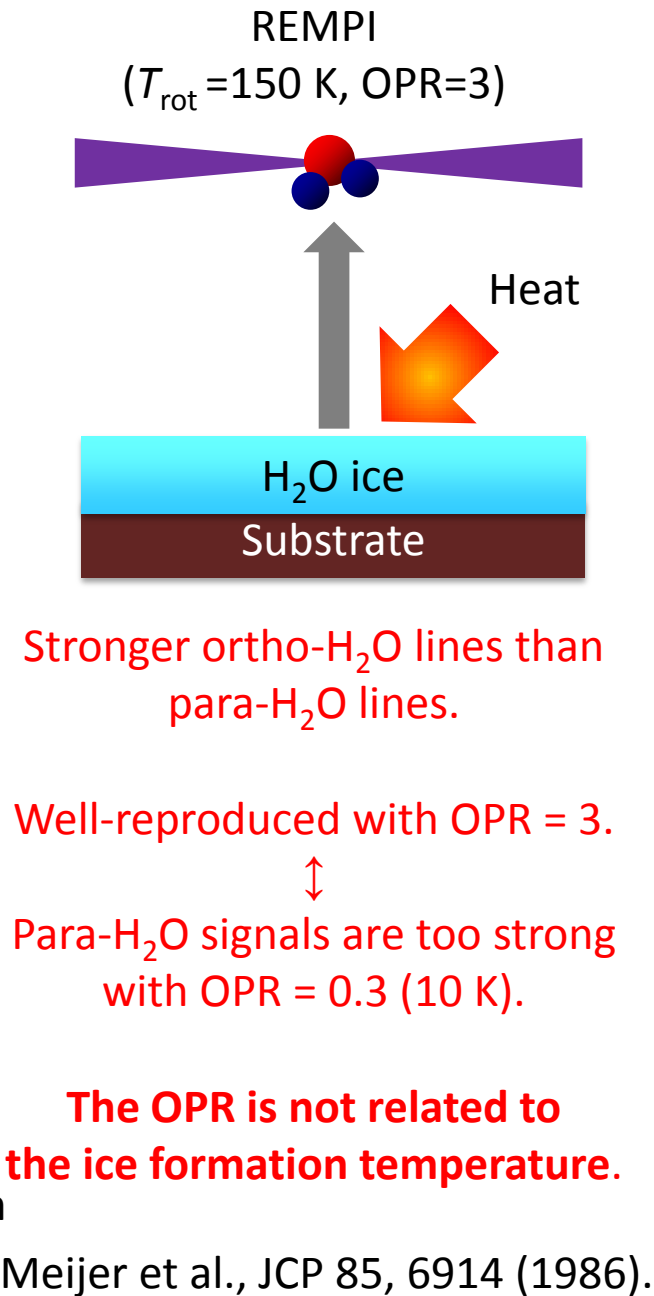 REMPI
(Trot =150 K, OPR=3)
Heat
H2O ice
Substrate
Stronger ortho-H2O lines than
para-H2O lines.
Well-reproduced with OPR = 3.
↕
Para-H2O signals are too strong
with OPR = 0.3 (10 K).
The OPR is not related to
the ice formation temperature.
Meijer et al., JCP 85, 6914 (1986).